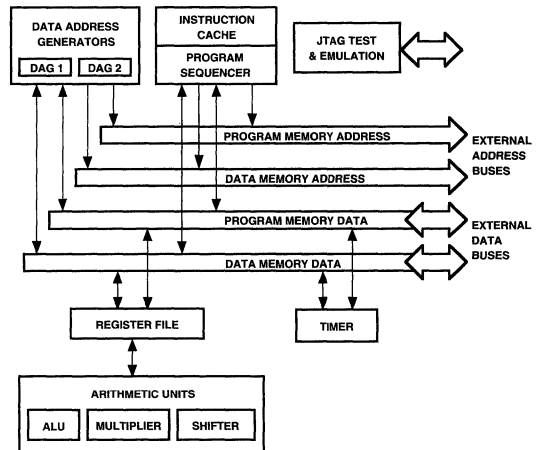 DATA ADDRESS
GENERATORS
DAG 1
DAG 2
INSTRUCTION
CACHE
PROGRAM
SEQUENCER
JTAG TEST
& EMULATION
PROGRAM MEMORY ADDRESS
DATA MEMORY ADDRESS
EXTERNAL
ADDRESS
BUSES
PROGRAM MEMORY DATA
DATA MEMORY DATA
EXTERNAL
DATA
BUSES
REGISTER FILE
TIMER
ARITHMETIC UNITS
ALU
MULTIPLIER
SHIFTER